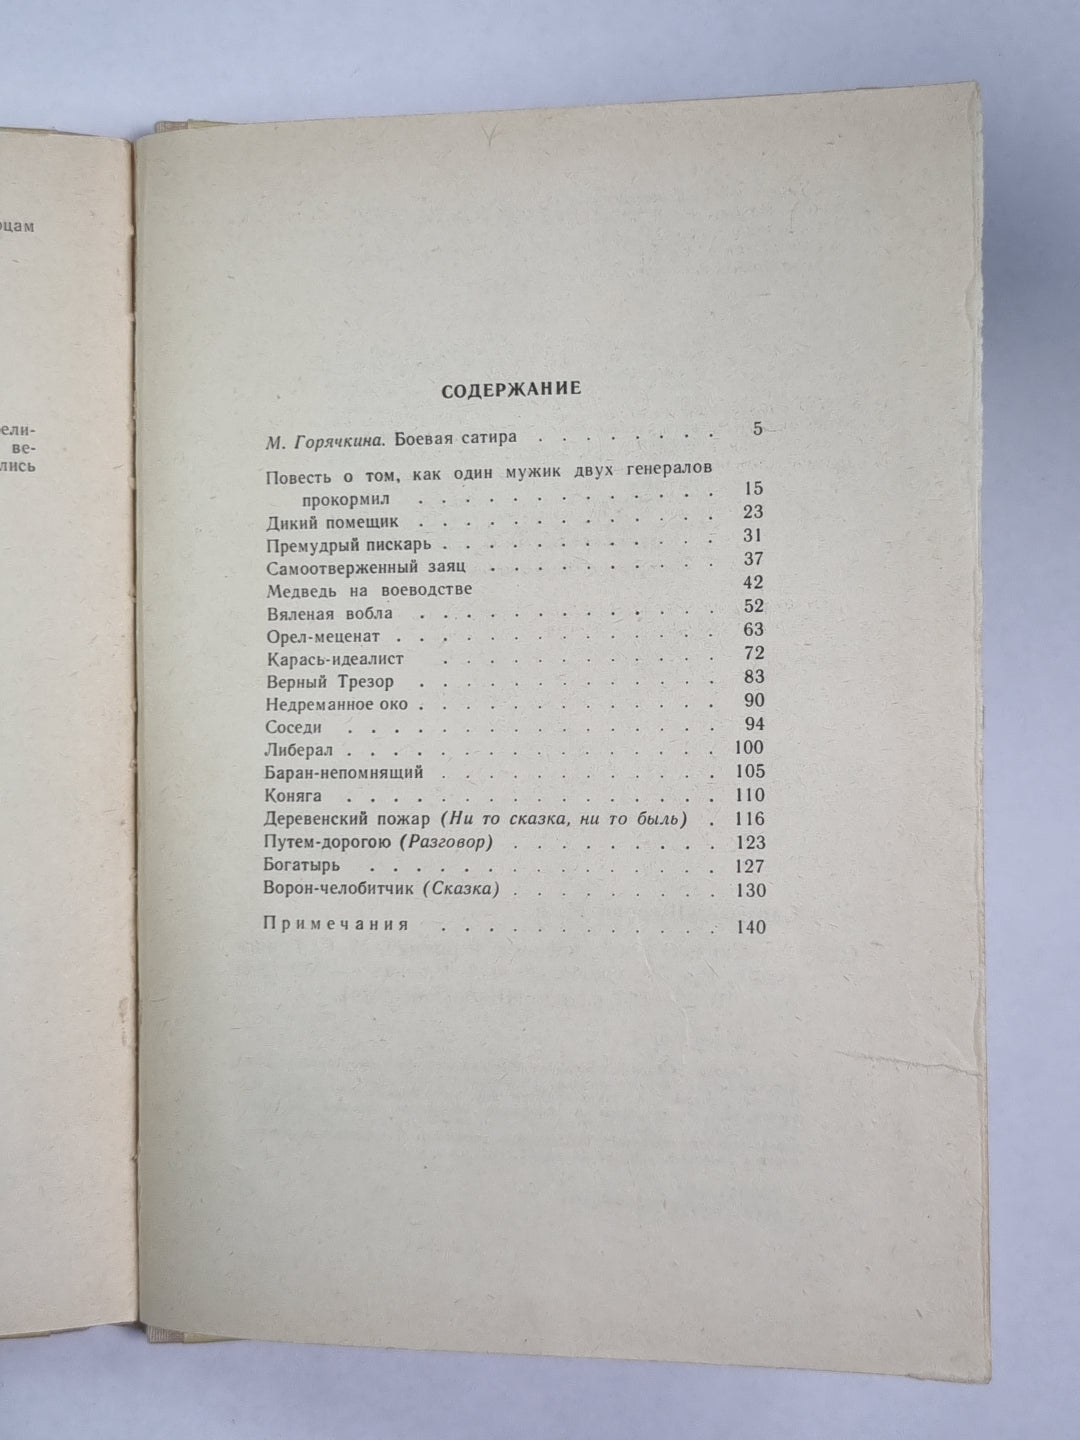 ели-
ве-
лись
СОДЕРЖАНИЕ
М. Горячкина. Боевая сатира . . . . . . . . 5
Повесть о том, как один мужик двух генералов
прокормил . . . . . . . . . . . . . 15
Дикий помещик . . . . . . . . . . . . . 23
Премудрый пискарь . . . . . . . . . . . . 31
Самоотверженный заяц . . . . . . . . . . 37
Медведь на воеводстве 42
Вяленая вобла . . . . . . . . . . . . . 52
Орел-меценат . . . . . . . . . . . . . . 63
Карась-идеалист . . . . . . . . . . . . 72
Верный Трезор . . . . . . . . . . . . . 83
Недреманное око . . . . . . . . . . . . . 90
Соседи . . . . . . . . . . . . . . . . 94
Либерал . . . . . . . . . . . . . . . . 100
Баран-непомнящий . . . . . . . . . . . . 105
Коняга . . . . . . . . . . . . . . . . 110
Деревенский пожар (Ни то сказка, ни то быль) . 116
Путем-дорогою (Разговор) . . . . . . . . . 123
Богатырь . . . . . . . . . . . . . . . 127
Ворон-челобитчик (Сказка) . . . . . . . . . 130
Примечания . . . . . . . . . . . . 140